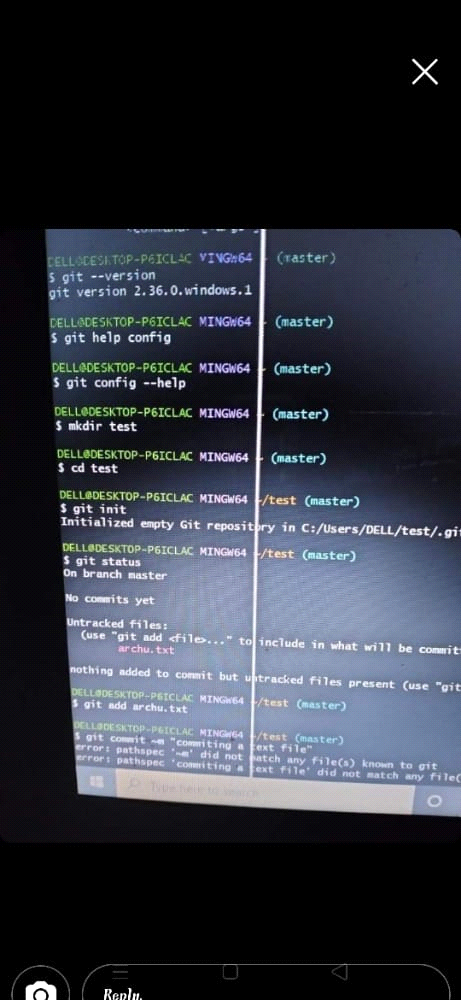 DELL@DESKTOP-P6ICLAC MINGW64 ~ (master)
$ git --version
git version 2.36.0.windows.1
DELL@DESKTOP-P6ICLAC MINGW64 ~ (master)
$ git help config
DELL@DESKTOP-P6ICLAC MINGW64 ~ (master)
$ git config --help
DELL@DESKTOP-P6ICLAC MINGW64 ~ (master)
$ mkdir test
DELL@DESKTOP-P6ICLAC MINGW64 ~ (master)
$ cd test
DELL@DESKTOP-P6ICLAC MINGW64 ~/test (master)
$ git init
Initialized empty Git repository in C:/Users/DELL/test/.gi
DELL@DESKTOP-P6ICLAC MINGW64 ~/test (master)
$ git status
On branch master
No commits yet
Untracked files:
(use "git add <file>..." to include in what will be commit
archu.txt
nothing added to commit but untracked files present (use "git
DELL@DESKTOP-P6ICLAC MINGW64 ~/test (master)
$ git add archu.txt
DELL@DESKTOP-P6ICLAC MINGW64 ~/test (master)
$ git commit ~m "commiting a text file"
error: pathspec '~m' did not match any file(s) known to git
error: pathspec 'commiting a text file' did not match any file(
Type here to search
Reply.